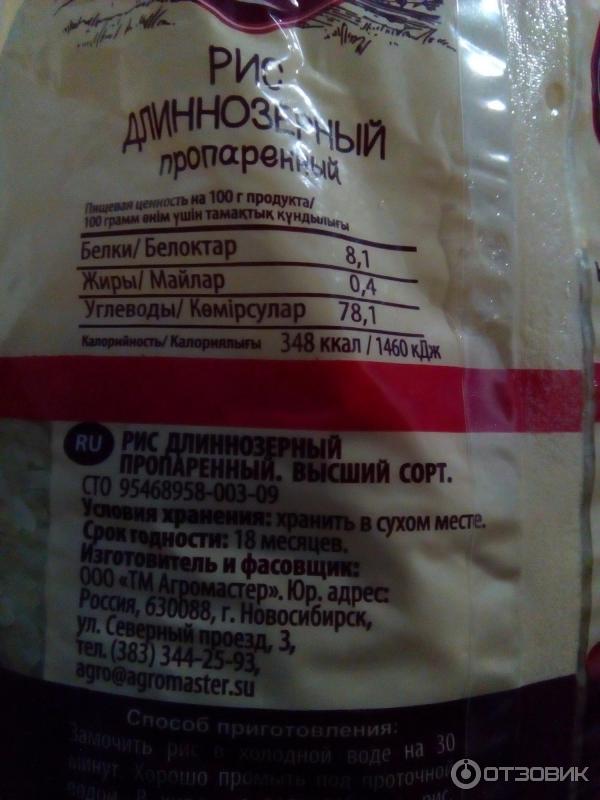 РИС
ДЛИННОЗЕРНЫЙ
пропаренный
Пищевая ценность на 100 г продукта/
100 грамм өнім үшін тамақтық құндылығы
Белки/ Белоктар 8,1
Жиры/ Майлар 0,4
Углеводы/ Көмірсулар 78,1
Калорийность/ Калориялығы 348 ккал / 1460 кДж
RU РИС ДЛИННОЗЕРНЫЙ
ПРОПАРЕННЫЙ. ВЫСШИЙ СОРТ.
СТО 95468958-003-09
Условия хранения: хранить в сухом месте.
Срок годности: 18 месяцев.
Изготовитель и фасовщик:
ООО «ТМ Агромастер». Юр. адрес:
Россия, 630088, г. Новосибирск,
ул. Северный проезд, 3,
тел. (383) 344-25-93,
agro@agromaster.su
Способ приготовления:
Замочить рис в холодной воде на 30
минут. Хорошо промыть под проточной
водой. В
ОТЗОВИК